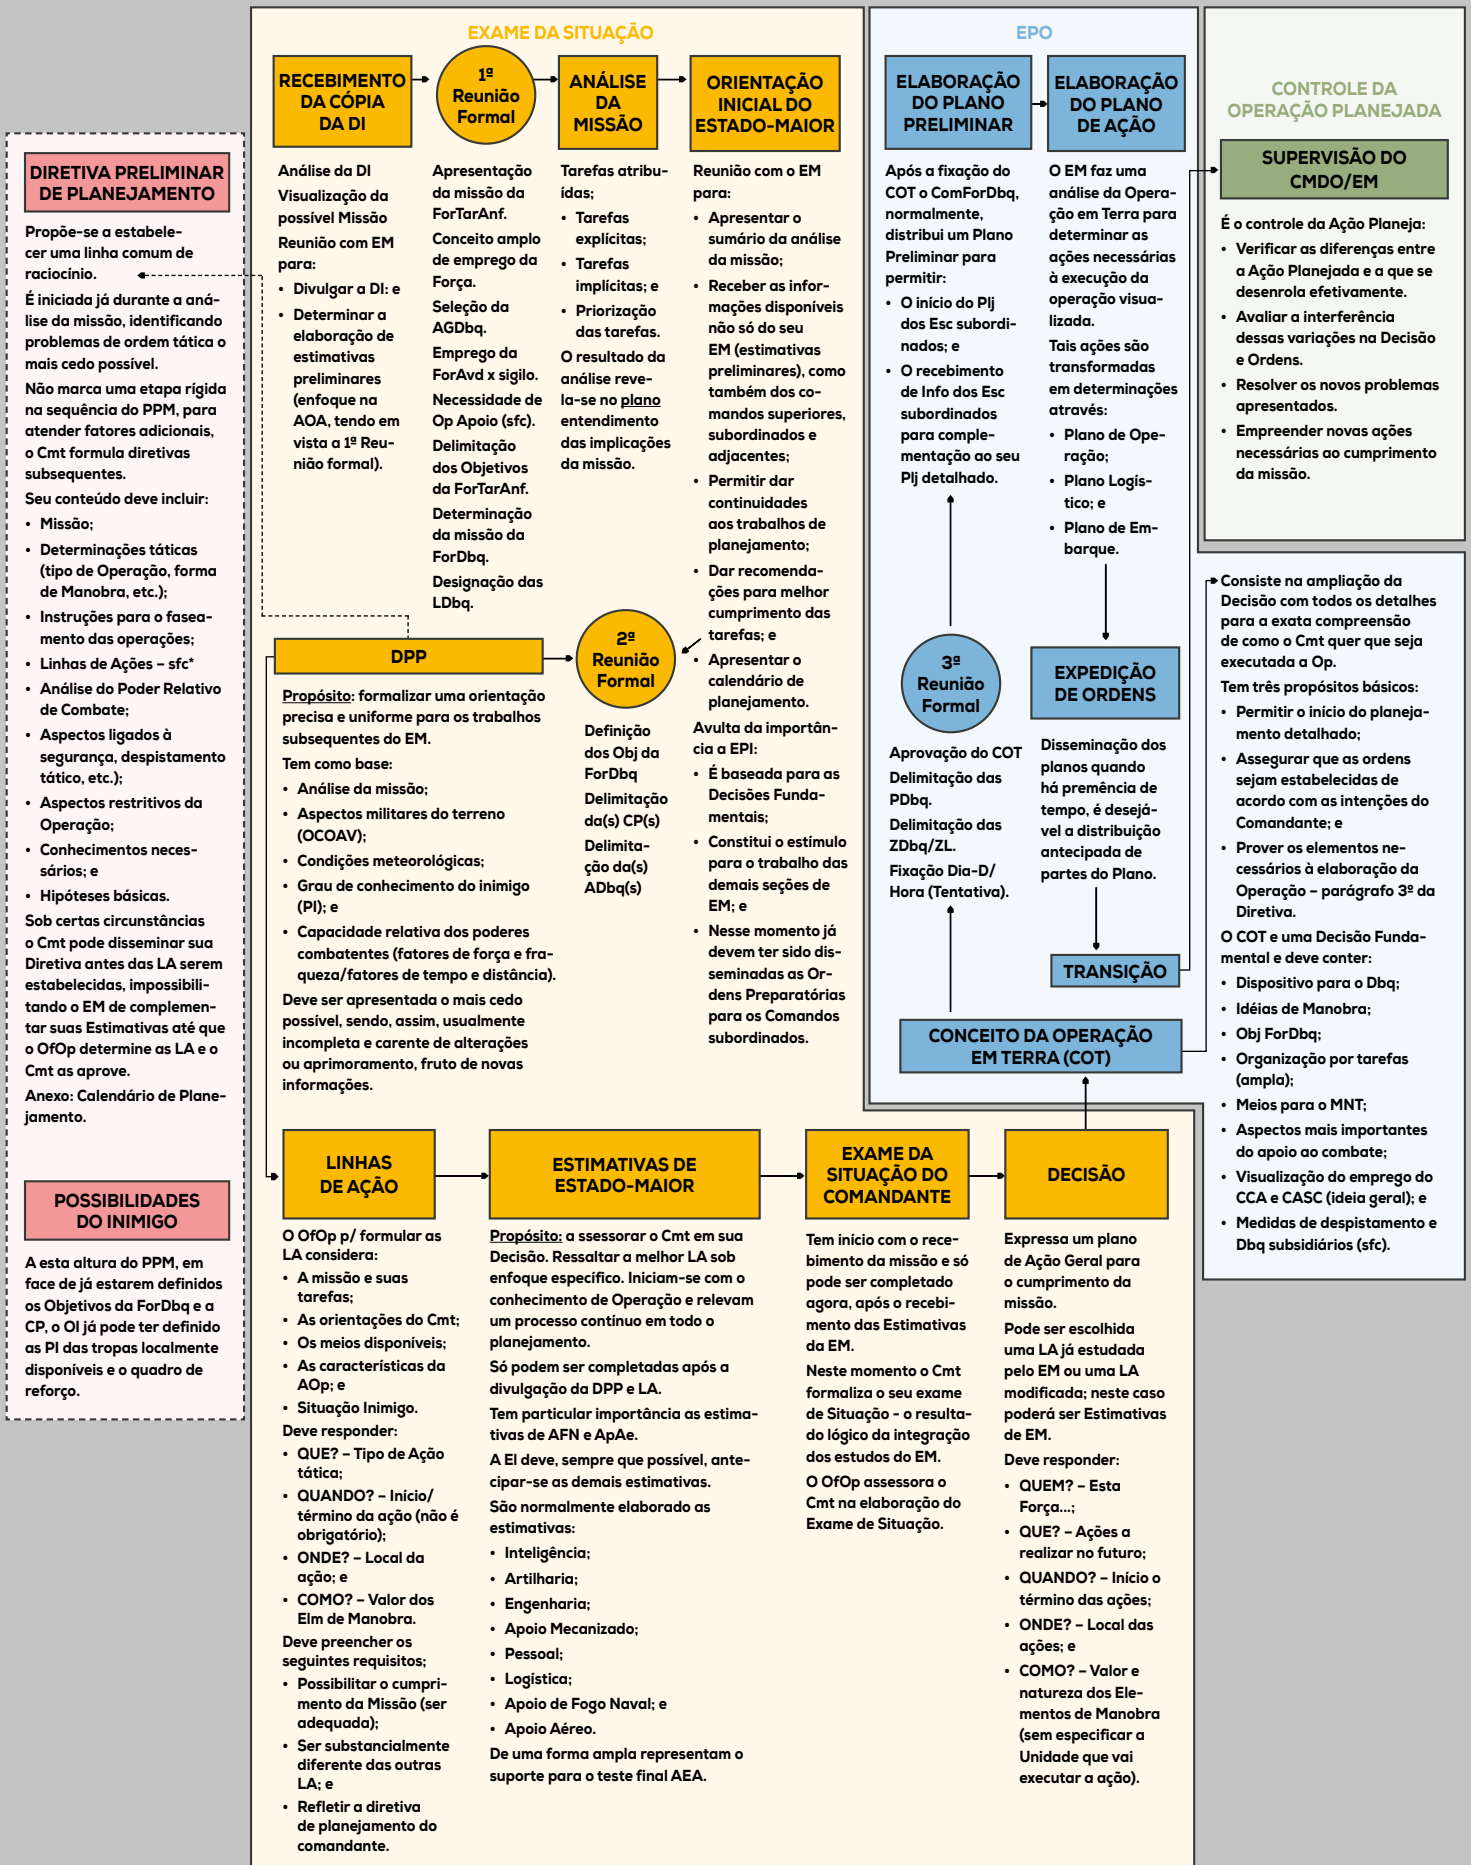 EXAME DA SITUAÇÃO
RECEBIMENTO
DA CÓPIA
DA DI
Análise da DI
Visualização da
possível Missão
Reunião com EM
para:
• Divulgar a DI: e
• Determinar a
elaboração de
estimativas
preliminares
(enfoque na
AOA, tendo em
vista a 1ª Reu-
nião formal).
1ª
Reunião
Formal
Apresentação
da missão da
ForTarAnf.
Conceito amplo
de emprego da
Força.
Seleção da
AGDbq.
Emprego da
ForAvd x sigilo.
Necessidade de
Op Apoio (sfc).
Delimitação
dos Objetivos
da ForTarAnf.
Determinação
da missão da
ForDbq.
Designação das
LDbq.
ANÁLISE
DA
MISSÃO
Tarefas atribu-
ídas;
• Tarefas
explícitas;
• Tarefas
implícitas; e
• Priorização
das tarefas.
O resultado da
análise reve-
la-se no plano
entendimento
das implicações
da missão.
ORIENTAÇÃO
INICIAL DO
ESTADO-MAIOR
Reunião com o EM
para:
• Apresentar o
sumário da análise
da missão;
• Receber as infor-
mações disponíveis
não só do seu
EM (estimativas
preliminares), como
também dos co-
mandos superiores,
subordinados e
adjacentes;
• Permitir dar
continuidades
aos trabalhos de
planejamento;
• Dar recomenda-
ções para melhor
cumprimento das
tarefas; e
• Apresentar o
calendário de
planejamento.
Avulta da importân-
cia a EPI:
• É baseada para as
Decisões Funda-
mentais;
• Constitui o estímulo
para o trabalho das
demais seções de
EM; e
• Nesse momento já
devem ter sido dis-
seminadas as Or-
dens Preparatórias
para os Comandos
subordinados.
2ª
Reunião
Formal
Definição
dos Obj da
ForDbq
Delimitação
da(s) CP(s)
Delimita-
ção da(s)
ADbq(s)
DPP
Propósito: formalizar uma orientação
precisa e uniforme para os trabalhos
subsequentes do EM.
Tem como base:
• Análise da missão;
• Aspectos militares do terreno
(OCOAV);
• Condições meteorológicas;
• Grau de conhecimento do inimigo
(PI); e
• Capacidade relativa dos poderes
combatentes (fatores de força e fra-
queza/fatores de tempo e distância).
Deve ser apresentada o mais cedo
possível, sendo, assim, usualmente
incompleta e carente de alterações
ou aprimoramento, fruto de novas
informações.
DIRETIVA PRELIMINAR
DE PLANEJAMENTO
Propõe-se a estabele-
cer uma linha comum de
raciocínio.
É iniciada já durante a aná-
lise da missão, identificando
problemas de ordem tática o
mais cedo possível.
Não marca uma etapa rígida
na sequência do PPM, para
atender fatores adicionais,
o Cmt formula diretivas
subsequentes.
Seu conteúdo deve incluir:
• Missão;
• Determinações táticas
(tipo de Operação, forma
de Manobra, etc.);
• Instruções para o fasea-
mento das operações;
• Linhas de Ações – sfc*
• Análise do Poder Relativo
de Combate;
• Aspectos ligados à
segurança, despistamento
tático, etc.);
• Aspectos restritivos da
Operação;
• Conhecimentos neces-
sários; e
• Hipóteses básicas.
Sob certas circunstâncias
o Cmt pode disseminar sua
Diretiva antes das LA serem
estabelecidas, impossibili-
tando o EM de complemen-
tar suas Estimativas até que
o OfOp determine as LA e o
Cmt as aprove.
Anexo: Calendário de Plane-
jamento.
POSSIBILIDADES
DO INIMIGO
A esta altura do PPM, em
face de já estarem definidos
os Objetivos da ForDbq e a
CP, o OI já pode ter definido
as PI das tropas localmente
disponíveis e o quadro de
reforço.
LINHAS
DE AÇÃO
O OfOp p/ formular as
LA considera:
• A missão e suas
tarefas;
• As orientações do Cmt;
• Os meios disponíveis;
• As características da
AOp; e
• Situação Inimigo.
Deve responder:
• QUE? – Tipo de Ação
tática;
• QUANDO? – Início/
término da ação (não é
obrigatório);
• ONDE? – Local da
ação; e
• COMO? – Valor dos
Elm de Manobra.
Deve preencher os
seguintes requisitos;
• Possibilitar o cumpri-
mento da Missão (ser
adequada);
• Ser substancialmente
diferente das outras
LA; e
• Refletir a diretiva
de planejamento do
comandante.
ESTIMATIVAS DE
ESTADO-MAIOR
Propósito: a ssessorar o Cmt em sua
Decisão. Ressaltar a melhor LA sob
enfoque específico. Iniciam-se com o
conhecimento de Operação e relevam
um processo contínuo em todo o
planejamento.
Só podem ser completadas após a
divulgação da DPP e LA.
Tem particular importância as estima-
tivas de AFN e ApAe.
A EI deve, sempre que possível, ante-
cipar-se as demais estimativas.
São normalmente elaborado as
estimativas:
• Inteligência;
• Artilharia;
• Engenharia;
• Apoio Mecanizado;
• Pessoal;
• Logística;
• Apoio de Fogo Naval; e
• Apoio Aéreo.
De uma forma ampla representam o
suporte para o teste final AEA.
EXAME DA
SITUAÇÃO DO
COMANDANTE
Tem início com o rece-
bimento da missão e só
pode ser completado
agora, após o recebi-
mento das Estimativas
da EM.
Neste momento o Cmt
formaliza o seu exame
de Situação - o resulta-
do lógico da integração
dos estudos do EM.
O OfOp assessora o
Cmt na elaboração do
Exame de Situação.
DECISÃO
Expressa um plano
de Ação Geral para
o cumprimento da
missão.
Pode ser escolhida
uma LA já estudada
pelo EM ou uma LA
modificada; neste caso
poderá ser Estimativas
de EM.
Deve responder:
• QUEM? – Esta
Força...;
• QUE? – Ações a
realizar no futuro;
• QUANDO? – Início o
término das ações;
• ONDE? – Local das
ações; e
• COMO? – Valor e
natureza dos Ele-
mentos de Manobra
(sem especificar a
Unidade que vai
executar a ação).
EPO
ELABORAÇÃO
DO PLANO
PRELIMINAR
Após a fixação do
COT o ComForDbq,
normalmente,
distribui um Plano
Preliminar para
permitir:
• O início do Plj
dos Esc subordi-
nados; e
• O recebimento
de Info dos Esc
subordinados
para comple-
mentação ao seu
Plj detalhado.
ELABORAÇÃO
DO PLANO
DE AÇÃO
O EM faz uma
análise da Opera-
ção em Terra para
determinar as
ações necessárias
à execução da
operação visua-
lizada.
Tais ações são
transformadas
em determinações
através:
• Plano de Ope-
ração;
• Plano Logís-
tico; e
• Plano de Em-
barque.
3ª
Reunião
Formal
Aprovação do COT
Delimitação das
PDbq.
Delimitação das
ZDbq/ZL.
Fixação Dia-D/
Hora (Tentativa).
EXPEDIÇÃO
DE ORDENS
Disseminação dos
planos quando
há premência de
tempo, é desejá-
vel a distribuição
antecipada de
partes do Plano.
TRANSIÇÃO
CONCEITO DA OPERAÇÃO
EM TERRA (COT)
Consiste na ampliação da
Decisão com todos os detalhes
para a exata compreensão
de como o Cmt quer que seja
executada a Op.
Tem três propósitos básicos:
• Permitir o início do planeja-
mento detalhado;
• Assegurar que as ordens
sejam estabelecidas de
acordo com as intenções do
Comandante; e
• Prover os elementos ne-
cessários à elaboração da
Operação – parágrafo 3º da
Diretiva.
O COT e uma Decisão Funda-
mental e deve conter:
• Dispositivo para o Dbq;
• Idéias de Manobra;
• Obj ForDbq;
• Organização por tarefas
(ampla);
• Meios para o MNT;
• Aspectos mais importantes
do apoio ao combate;
• Visualização do emprego do
CCA e CASC (ideia geral); e
• Medidas de despistamento e
Dbq subsidiários (sfc).
CONTROLE DA
OPERAÇÃO PLANEJADA
SUPERVISÃO DO
CMDO/EM
É o controle da Ação Planeja:
• Verificar as diferenças entre
a Ação Planejada e a que se
desenrola efetivamente.
• Avaliar a interferência
dessas variações na Decisão
e Ordens.
• Resolver os novos problemas
apresentados.
• Empreender novas ações
necessárias ao cumprimento
da missão.